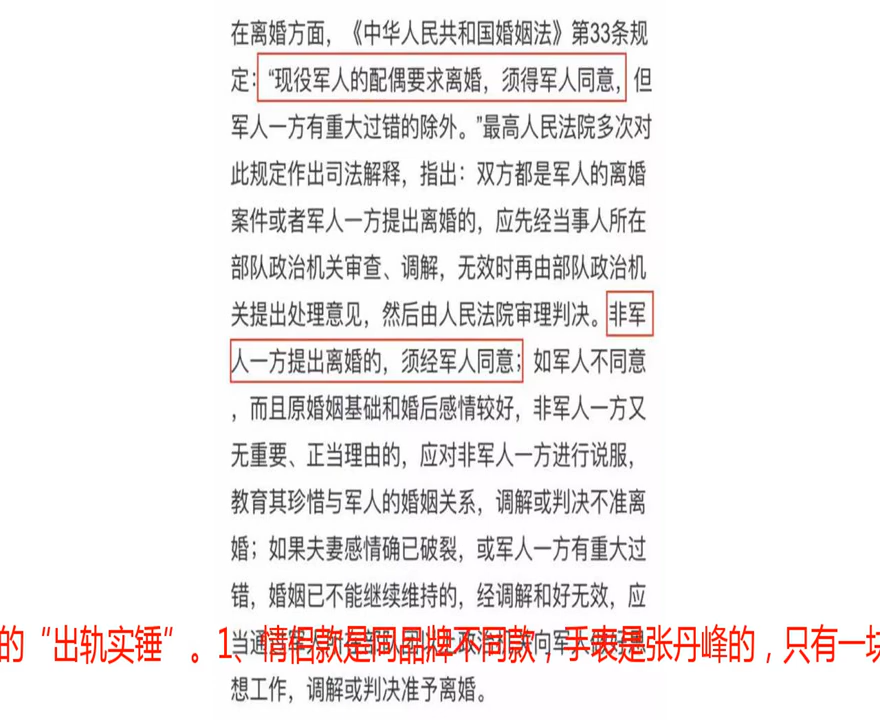 在离婚方面，《中华人民共和国婚姻法》第33条规
定：“现役军人的配偶要求离婚，须得军人同意，但
军人一方有重大过错的除外。”最高人民法院多次对
此规定作出司法解释，指出：双方都是军人的离婚
案件或者军人一方提出离婚的，应先经当事人所在
部队政治机关审查、调解，无效时再由部队政治机
关提出处理意见，然后由人民法院审理判决。非军
人一方提出离婚的，须经军人同意；如军人不同意
，而且原婚姻基础和婚后感情较好，非军人一方又
无重要、正当理由的，应对非军人一方进行说服，
教育其珍惜与军人的婚姻关系，调解或判决不准离
婚；如果夫妻感情确已破裂，或军人一方有重大过
错，婚姻已不能继续维持的，经调解和好无效，应
当通
的“出轨实锤”。1、情侣款是同品牌不同款，手表是张丹峰的，只有一块
想工作，调解或判决准予离婚。